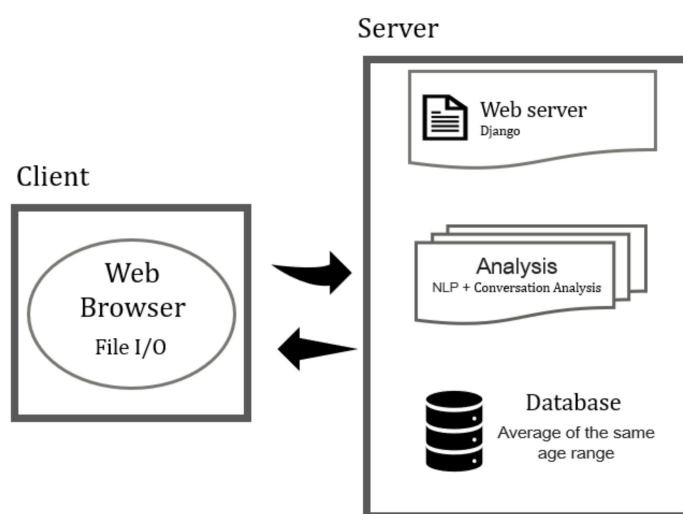 Server
Web server
Django
Client
Web
Browser
File I/O
Analysis
NLP + Conversation Analysis
Database
Average of the same
age range